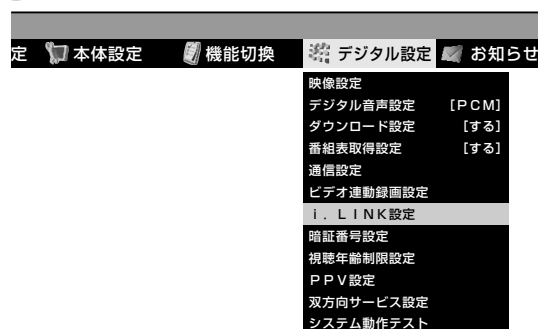 定 本体設定 機能切換 デジタル設定 お知らせ
映像設定
デジタル音声設定 [PCM]
ダウンロード設定 [する]
番組表取得設定 [する]
通信設定
ビデオ連動録画設定
i．LINK設定
暗証番号設定
視聴年齢制限設定
PPV設定
双方向サービス設定
システム動作テスト